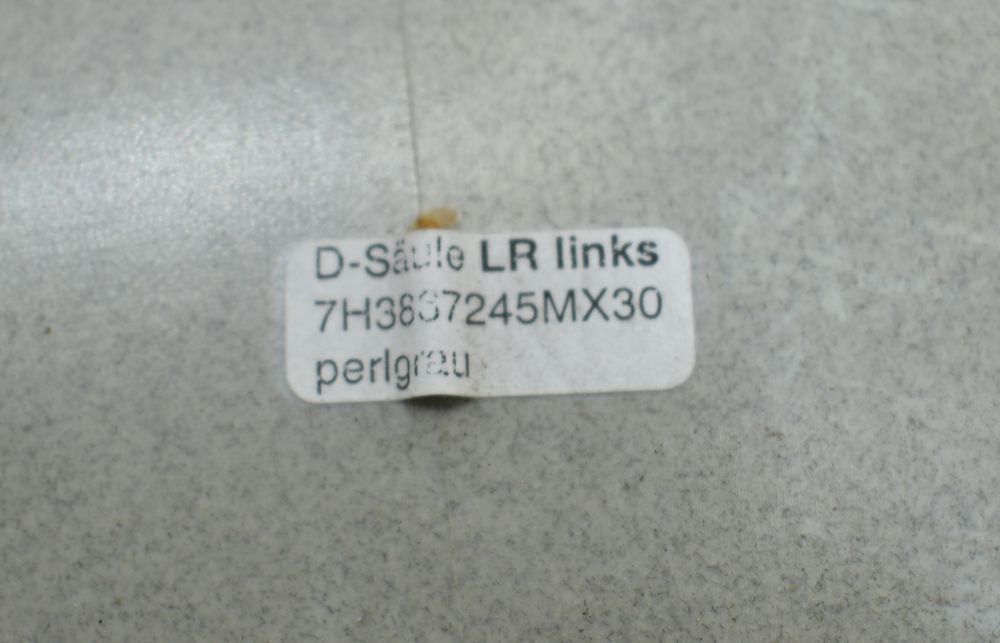 D-Säule LR links
7H3867245MX30
perlgrau